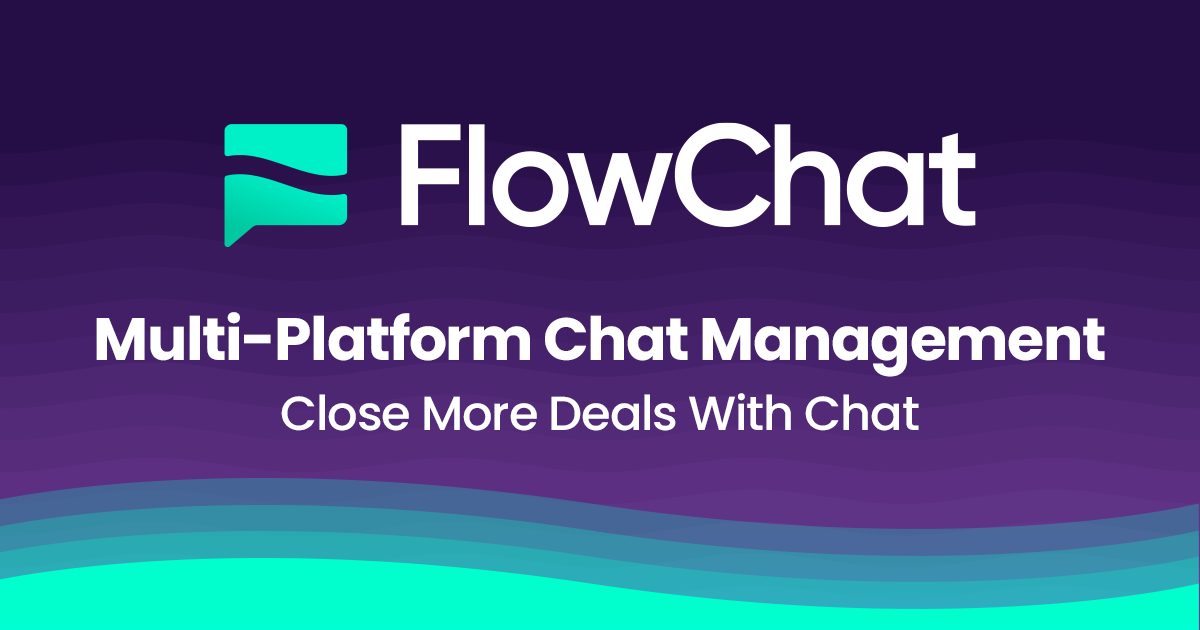 FlowChat
Multi-Platform Chat Management
Close More Deals With Chat